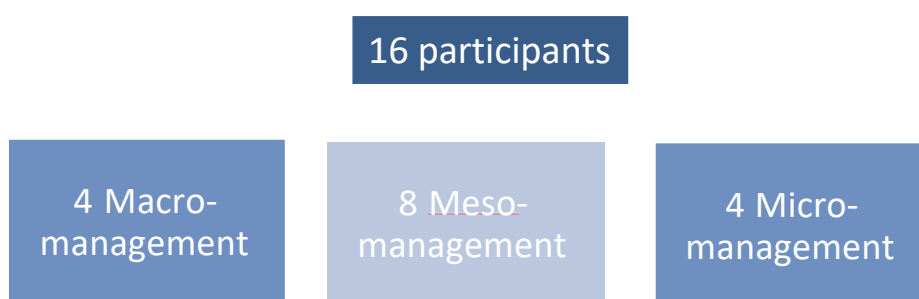 16 participants
4 Macro-
management
8 Meso-
management
4 Micro-
management